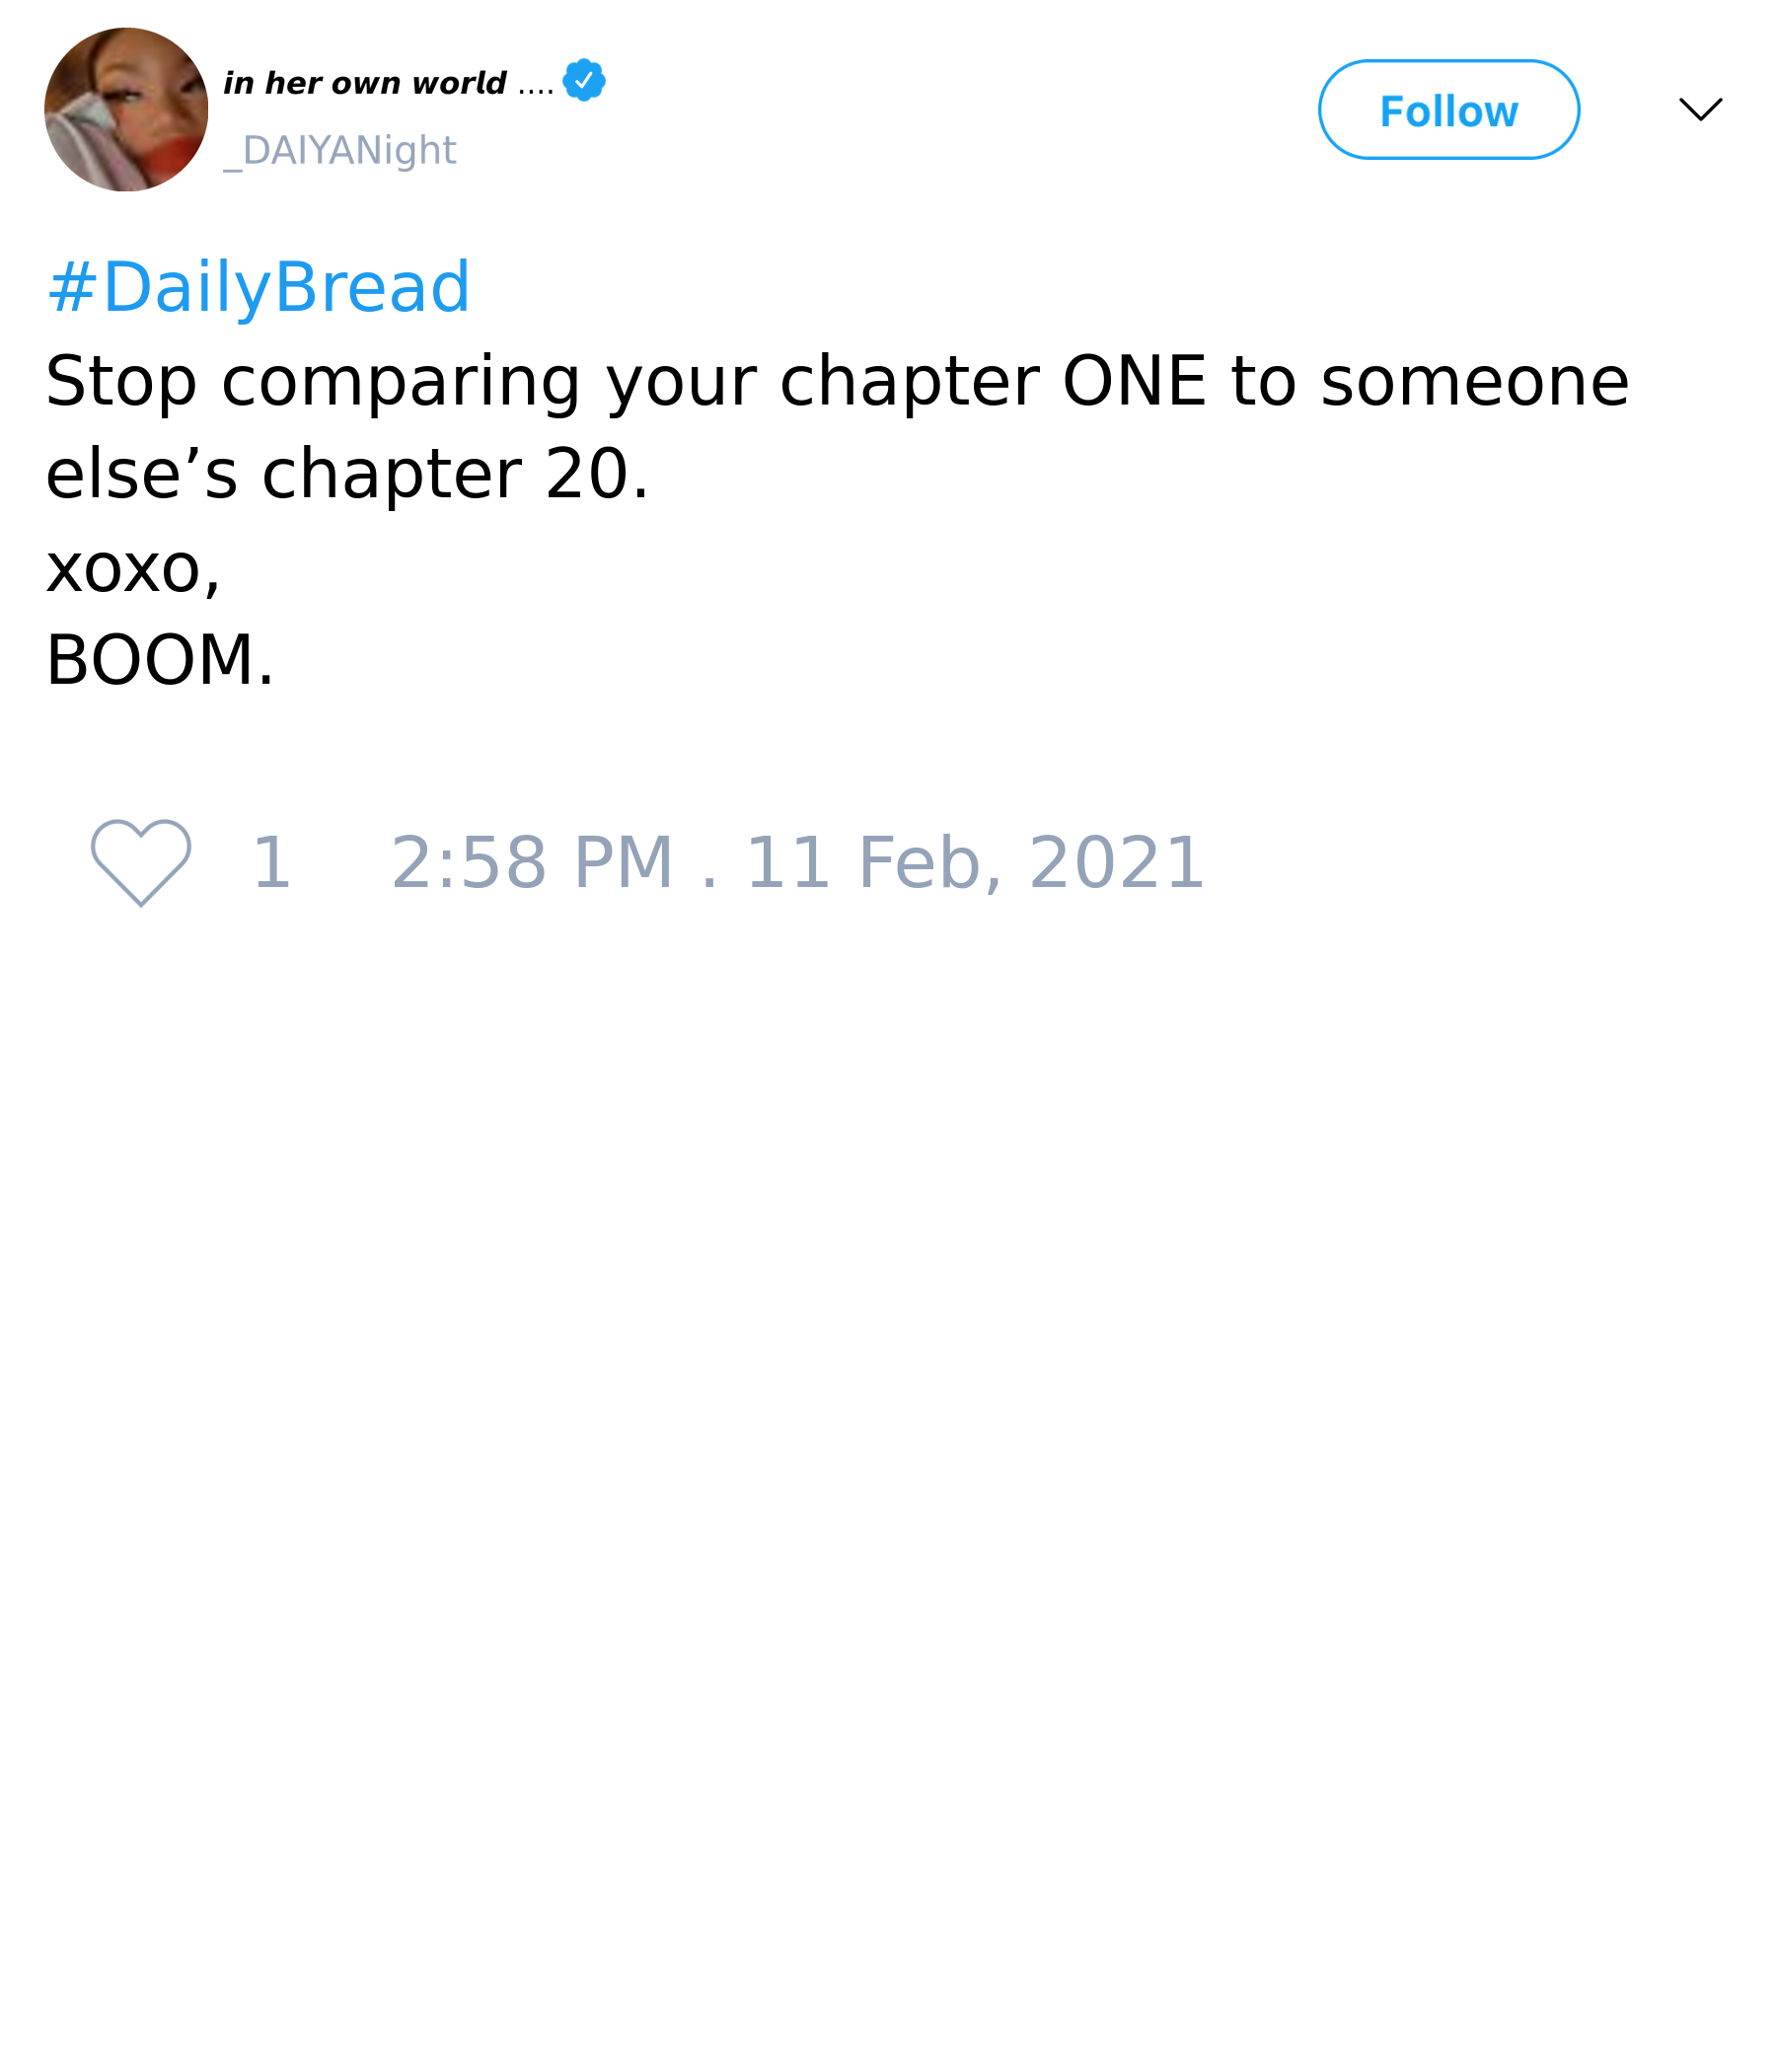 in her own world ....
_DAIYANight
Follow
#DailyBread
Stop comparing your chapter ONE to someone
else’s chapter 20.
xoxo,
BOOM.
1 2:58 PM . 11 Feb, 2021